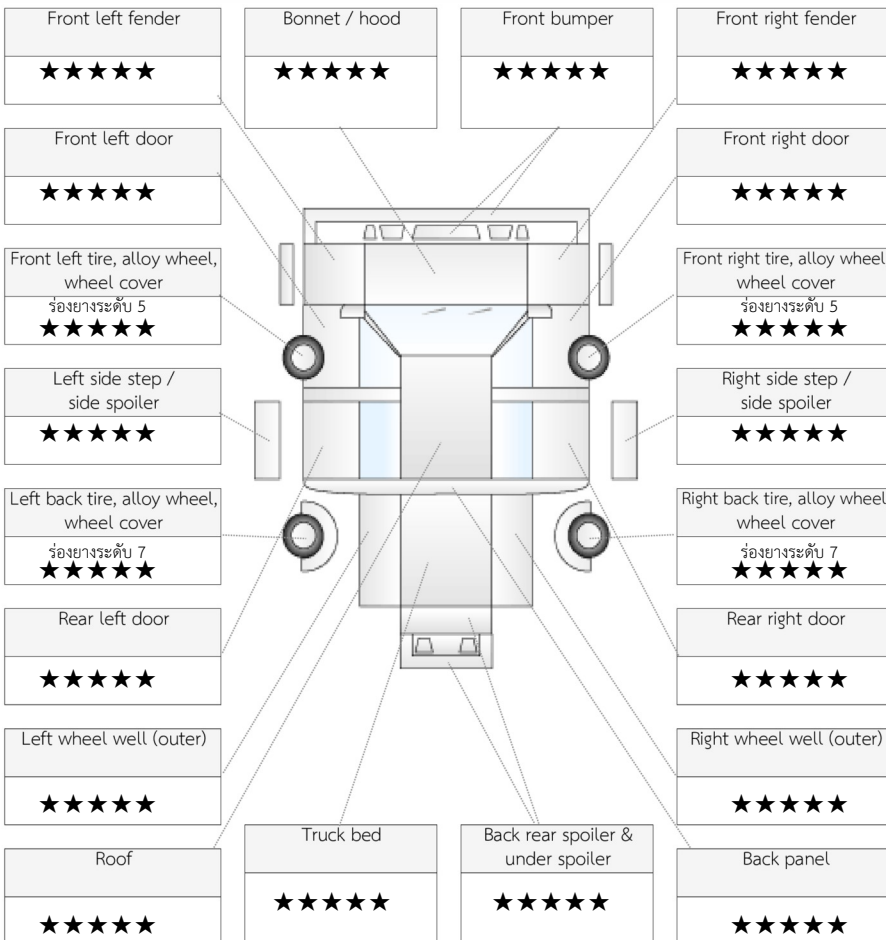 Front left fender
★★★★★
Bonnet / hood
★★★★★
Front bumper
★★★★★
Front right fender
★★★★★
Front left door
★★★★★
Front right door
★★★★★
Front left tire, alloy wheel,
wheel cover
ร่องยางระดับ 5
★★★★★
Front right tire, alloy wheel
wheel cover
ร่องยางระดับ 5
★★★★★
Left side step /
side spoiler
★★★★★
Right side step /
side spoiler
★★★★★
Left back tire, alloy wheel,
wheel cover
ร่องยางระดับ 7
★★★★★
Right back tire, alloy wheel
wheel cover
ร่องยางระดับ 7
★★★★★
Rear left door
★★★★★
Rear right door
★★★★★
Left wheel well (outer)
★★★★★
Right wheel well (outer)
★★★★★
Roof
★★★★★
Truck bed
★★★★★
Back rear spoiler &
under spoiler
★★★★★
Back panel
★★★★★